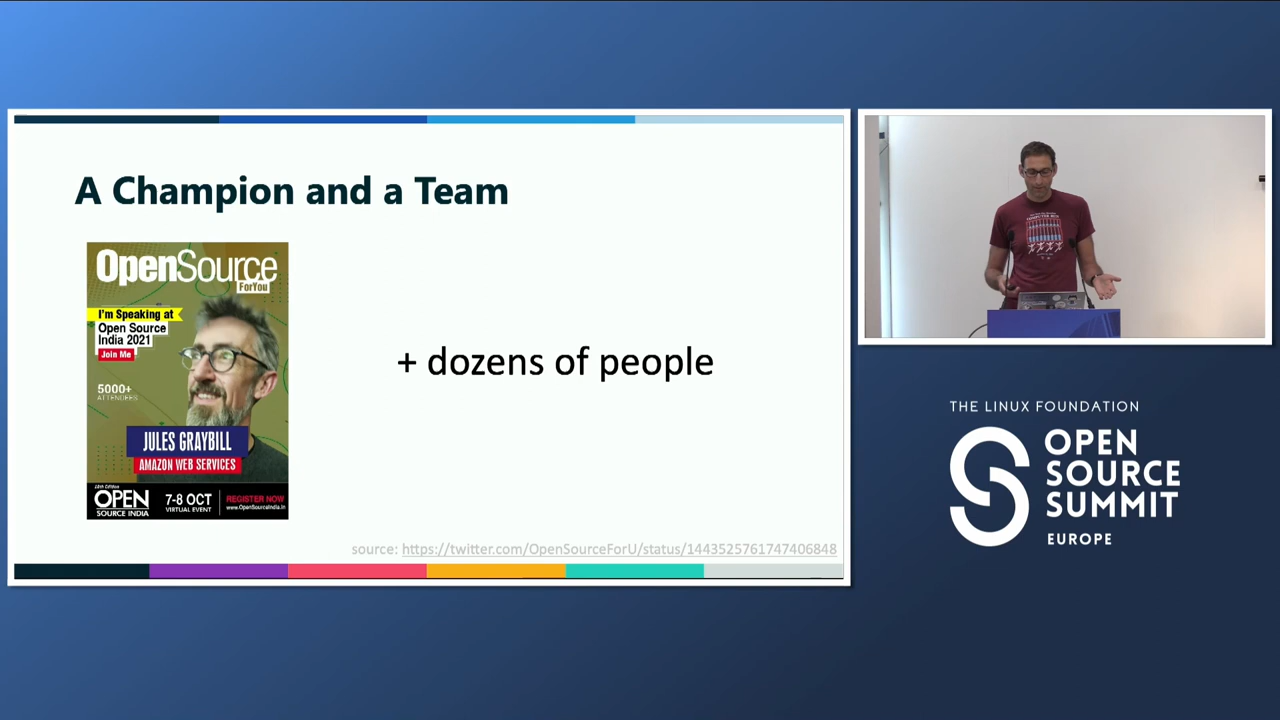 A Champion and a Team
OpenSource
ForYou
I'm Speaking at
Open Source
India 2021
Join Me
5000+
ATTENDEES
JULES GRAYBILL
AMAZON WEB SERVICES
OPEN
SOURCE INDIA
7-8 OCT
VIRTUAL EVENT
REGISTER NOW
www.OpenSourceIndia.in
+ dozens of people
source: https://twitter.com/OpenSourceForU/status/1443525761747406848
THE LINUX FOUNDATION
OPEN
SOURCE
SUMMIT
EUROPE